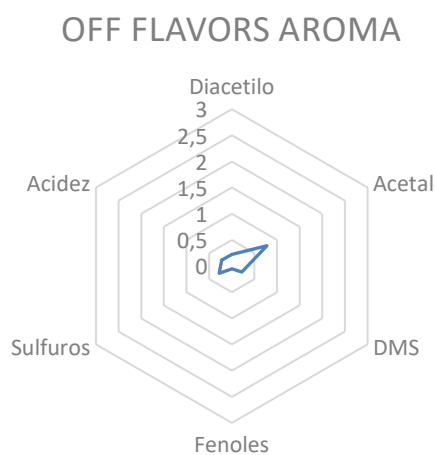 OFF FLAVORS AROMA
Diacetilo
3
2,5
2
1,5
1
0,5
0
Acetal
DMS
Fenoles
Sulfuros
Acidez